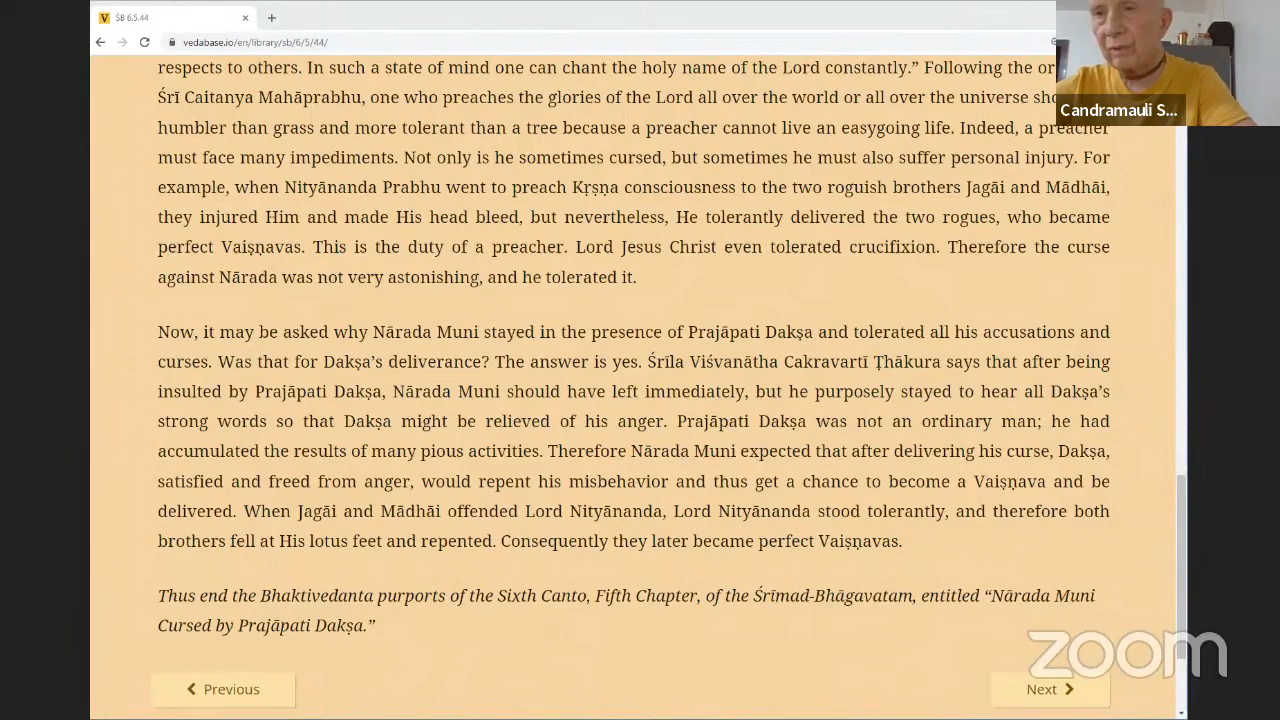 ŚB 6.5.44
vedabase.io/en/library/sb/6/5/44/
respects to others. In such a state of mind one can chant the holy name of the Lord constantly.” Following the or
Śrī Caitanya Mahāprabhu, one who preaches the glories of the Lord all over the world or all over the universe sho
Candramauli S...
humbler than grass and more tolerant than a tree because a preacher cannot live an easygoing life. Indeed, a preacher
must face many impediments. Not only is he sometimes cursed, but sometimes he must also suffer personal injury. For
example, when Nityānanda Prabhu went to preach Kṛṣṇa consciousness to the two roguish brothers Jagāi and Mādhāi,
they injured Him and made His head bleed, but nevertheless, He tolerantly delivered the two rogues, who became
perfect Vaiṣṇavas. This is the duty of a preacher. Lord Jesus Christ even tolerated crucifixion. Therefore the curse
against Nārada was not very astonishing, and he tolerated it.
Now, it may be asked why Nārada Muni stayed in the presence of Prajāpati Dakṣa and tolerated all his accusations and
curses. Was that for Dakṣa’s deliverance? The answer is yes. Śrīla Viśvanātha Cakravartī Ṭhākura says that after being
insulted by Prajāpati Dakṣa, Nārada Muni should have left immediately, but he purposely stayed to hear all Dakṣa’s
strong words so that Dakṣa might be relieved of his anger. Prajāpati Dakṣa was not an ordinary man; he had
accumulated the results of many pious activities. Therefore Nārada Muni expected that after delivering his curse, Dakṣa,
satisfied and freed from anger, would repent his misbehavior and thus get a chance to become a Vaiṣṇava and be
delivered. When Jagāi and Mādhāi offended Lord Nityānanda, Lord Nityānanda stood tolerantly, and therefore both
brothers fell at His lotus feet and repented. Consequently they later became perfect Vaiṣṇavas.
Thus end the Bhaktivedanta purports of the Sixth Canto, Fifth Chapter, of the Śrīmad-Bhāgavatam, entitled “Nārada Muni
Cursed by Prajāpati Dakṣa.”
zoom
Previous
Next